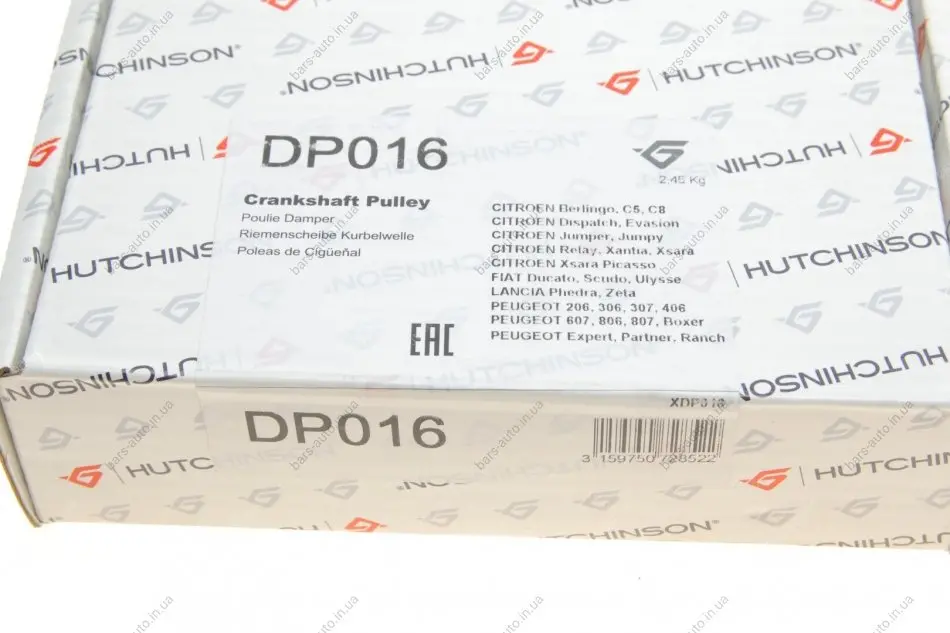 HUTCHINSON
HUTCHINSON
HUTCHINSON
DP016
2.45 Kg
Crankshaft Pulley
Poulie Damper
Riemenscheibe Kurbelwelle
Poleas de Cigüeñal
CITROEN Berlingo, C5, C8
CITROEN Dispatch, Evasion
CITROEN Jumper, Jumpy
CITROEN Relay, Xantia, Xsara
CITROEN Xsara Picasso
FIAT Ducato, Scudo, Ulysse
LANCIA Phedra, Zeta
PEUGEOT 206, 306, 307, 406
PEUGEOT 607, 806, 807, Boxer
PEUGEOT Expert, Partner, Ranch
EAC
HUTCHINSON
HUTCHINSON
DP016
XDP016
HUTCHINSON
bars-auto.in.ua